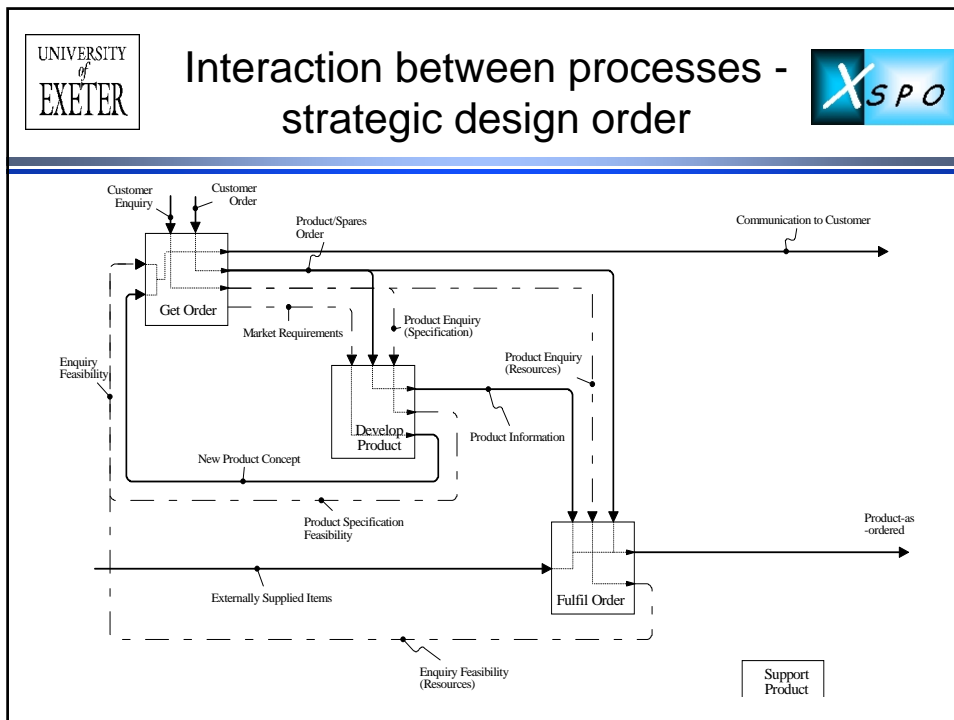 UNIVERSITY
of
EXETER
Interaction between processes -
strategic design order
XSPO
Customer
Enquiry
Customer
Order
Product/Spares
Order
Communication to Customer
Get Order
Market Requirements
Product Enquiry
(Specification)
Product Enquiry
(Resources)
Enquiry
Feasibility
Develop
Product
Product Information
New Product Concept
Product Specification
Feasibility
Product-as
-ordered
Externally Supplied Items
Fulfil Order
Enquiry Feasibility
(Resources)
Support
Product